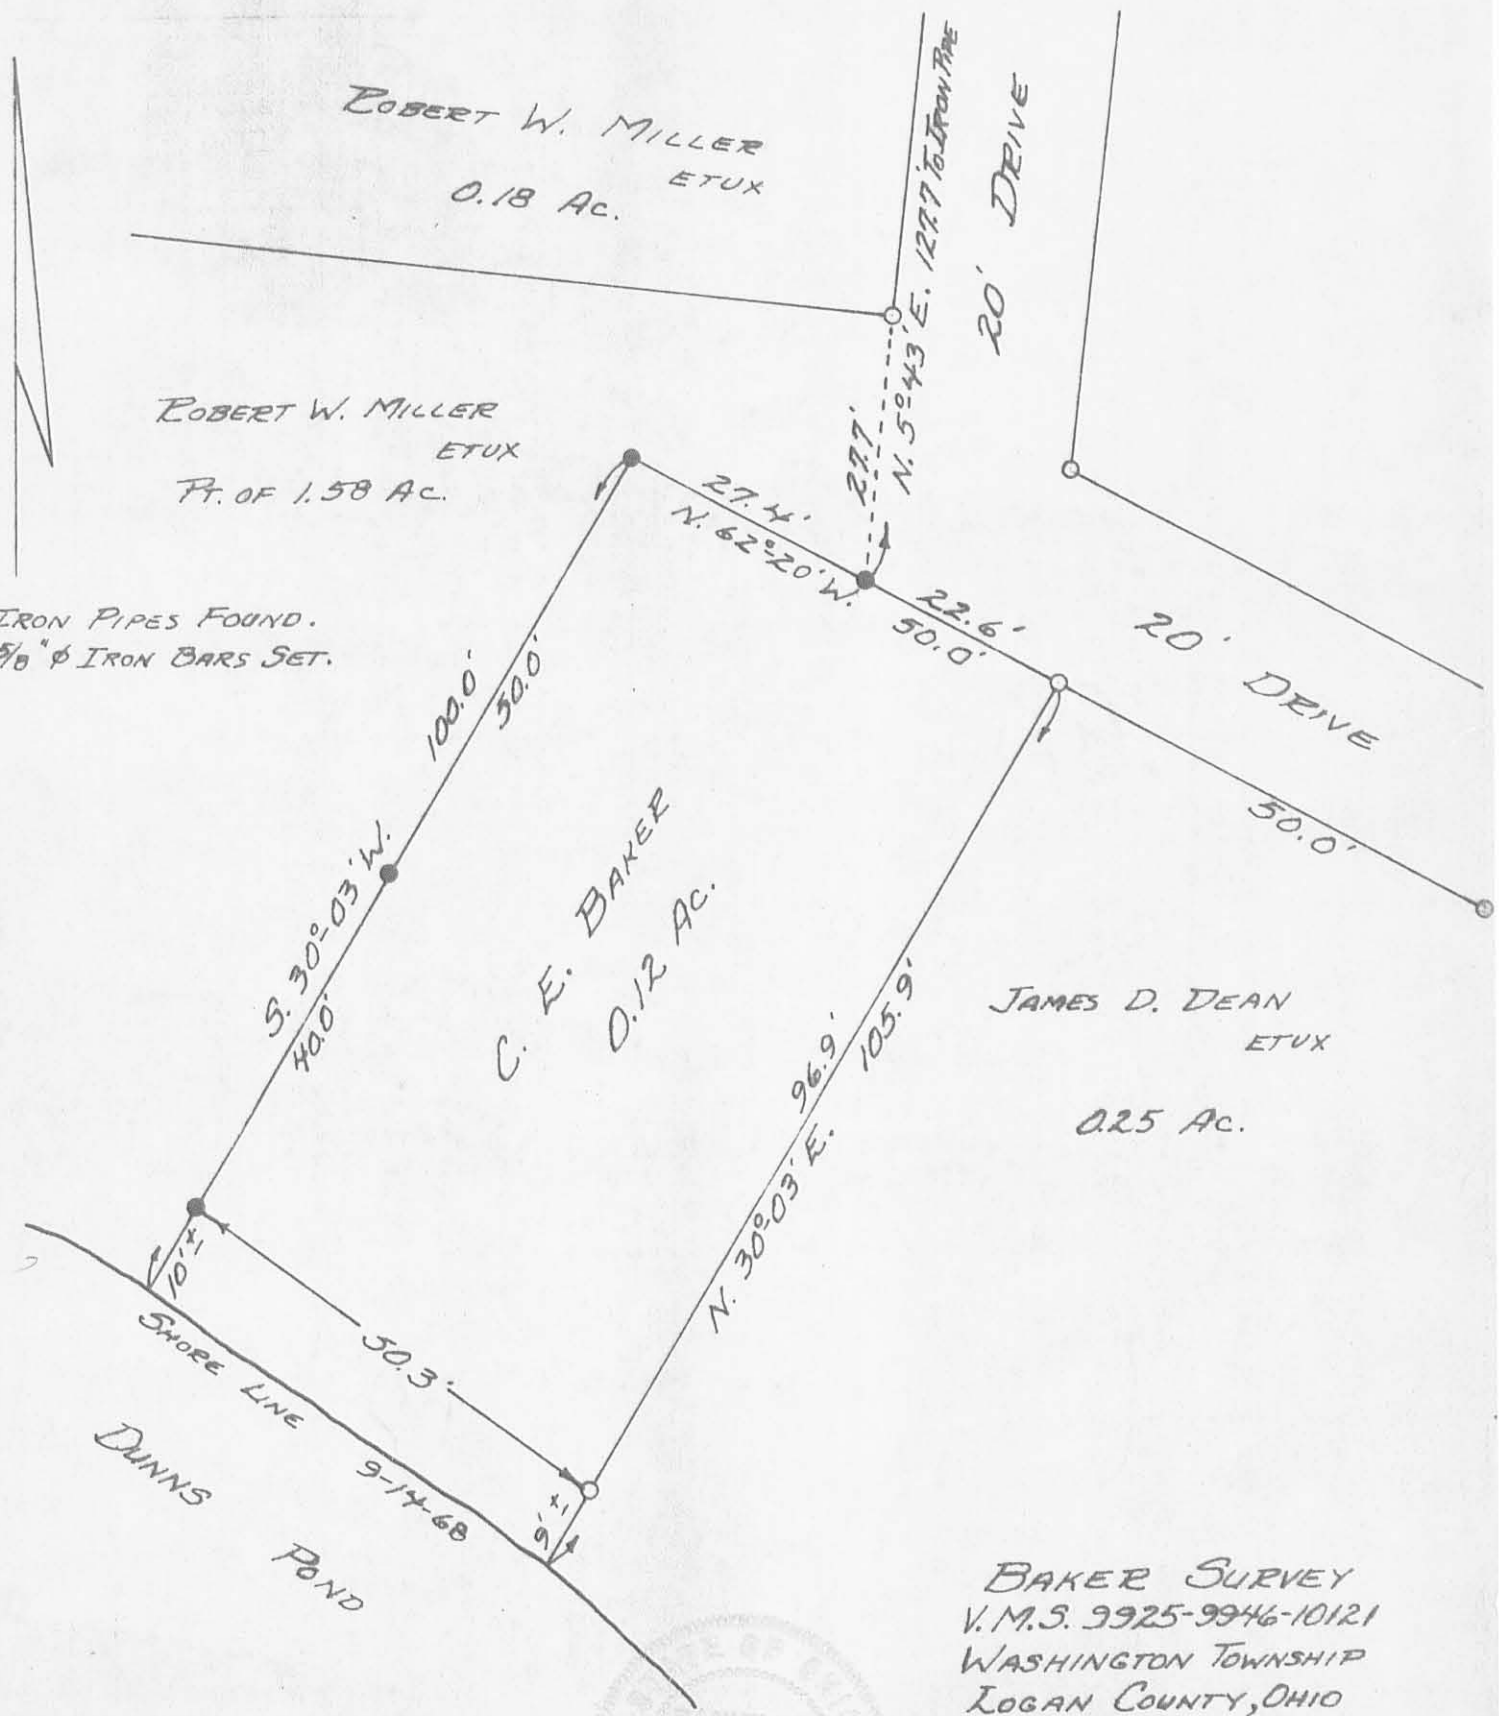 ROBERT W. MILLER
ETUX
0.18 Ac.
N. 5°-43' E. 127.7' To IRON PIPE
20' DRIVE
27.7'
ROBERT W. MILLER
ETUX
PT. OF 1.58 AC.
27.4'
N. 62°-20' W.
22.6'
50.0'
20' DRIVE
50.0'
IRON PIPES FOUND.
5/8" ϕ IRON BARS SET.
100.0'
50.0'
S. 30°-03' W.
40.0'
C. E. BAKER
0.12 AC.
96.9'
105.9'
N. 30°-03' E.
JAMES D. DEAN
ETUX
0.25 AC.
10'±
50.3'
9'±
SHORE LINE
9-14-68
DUNNS
POND
BAKER SURVEY
V.M.S. 9925-9946-10121
WASHINGTON TOWNSHIP
LOGAN COUNTY, OHIO